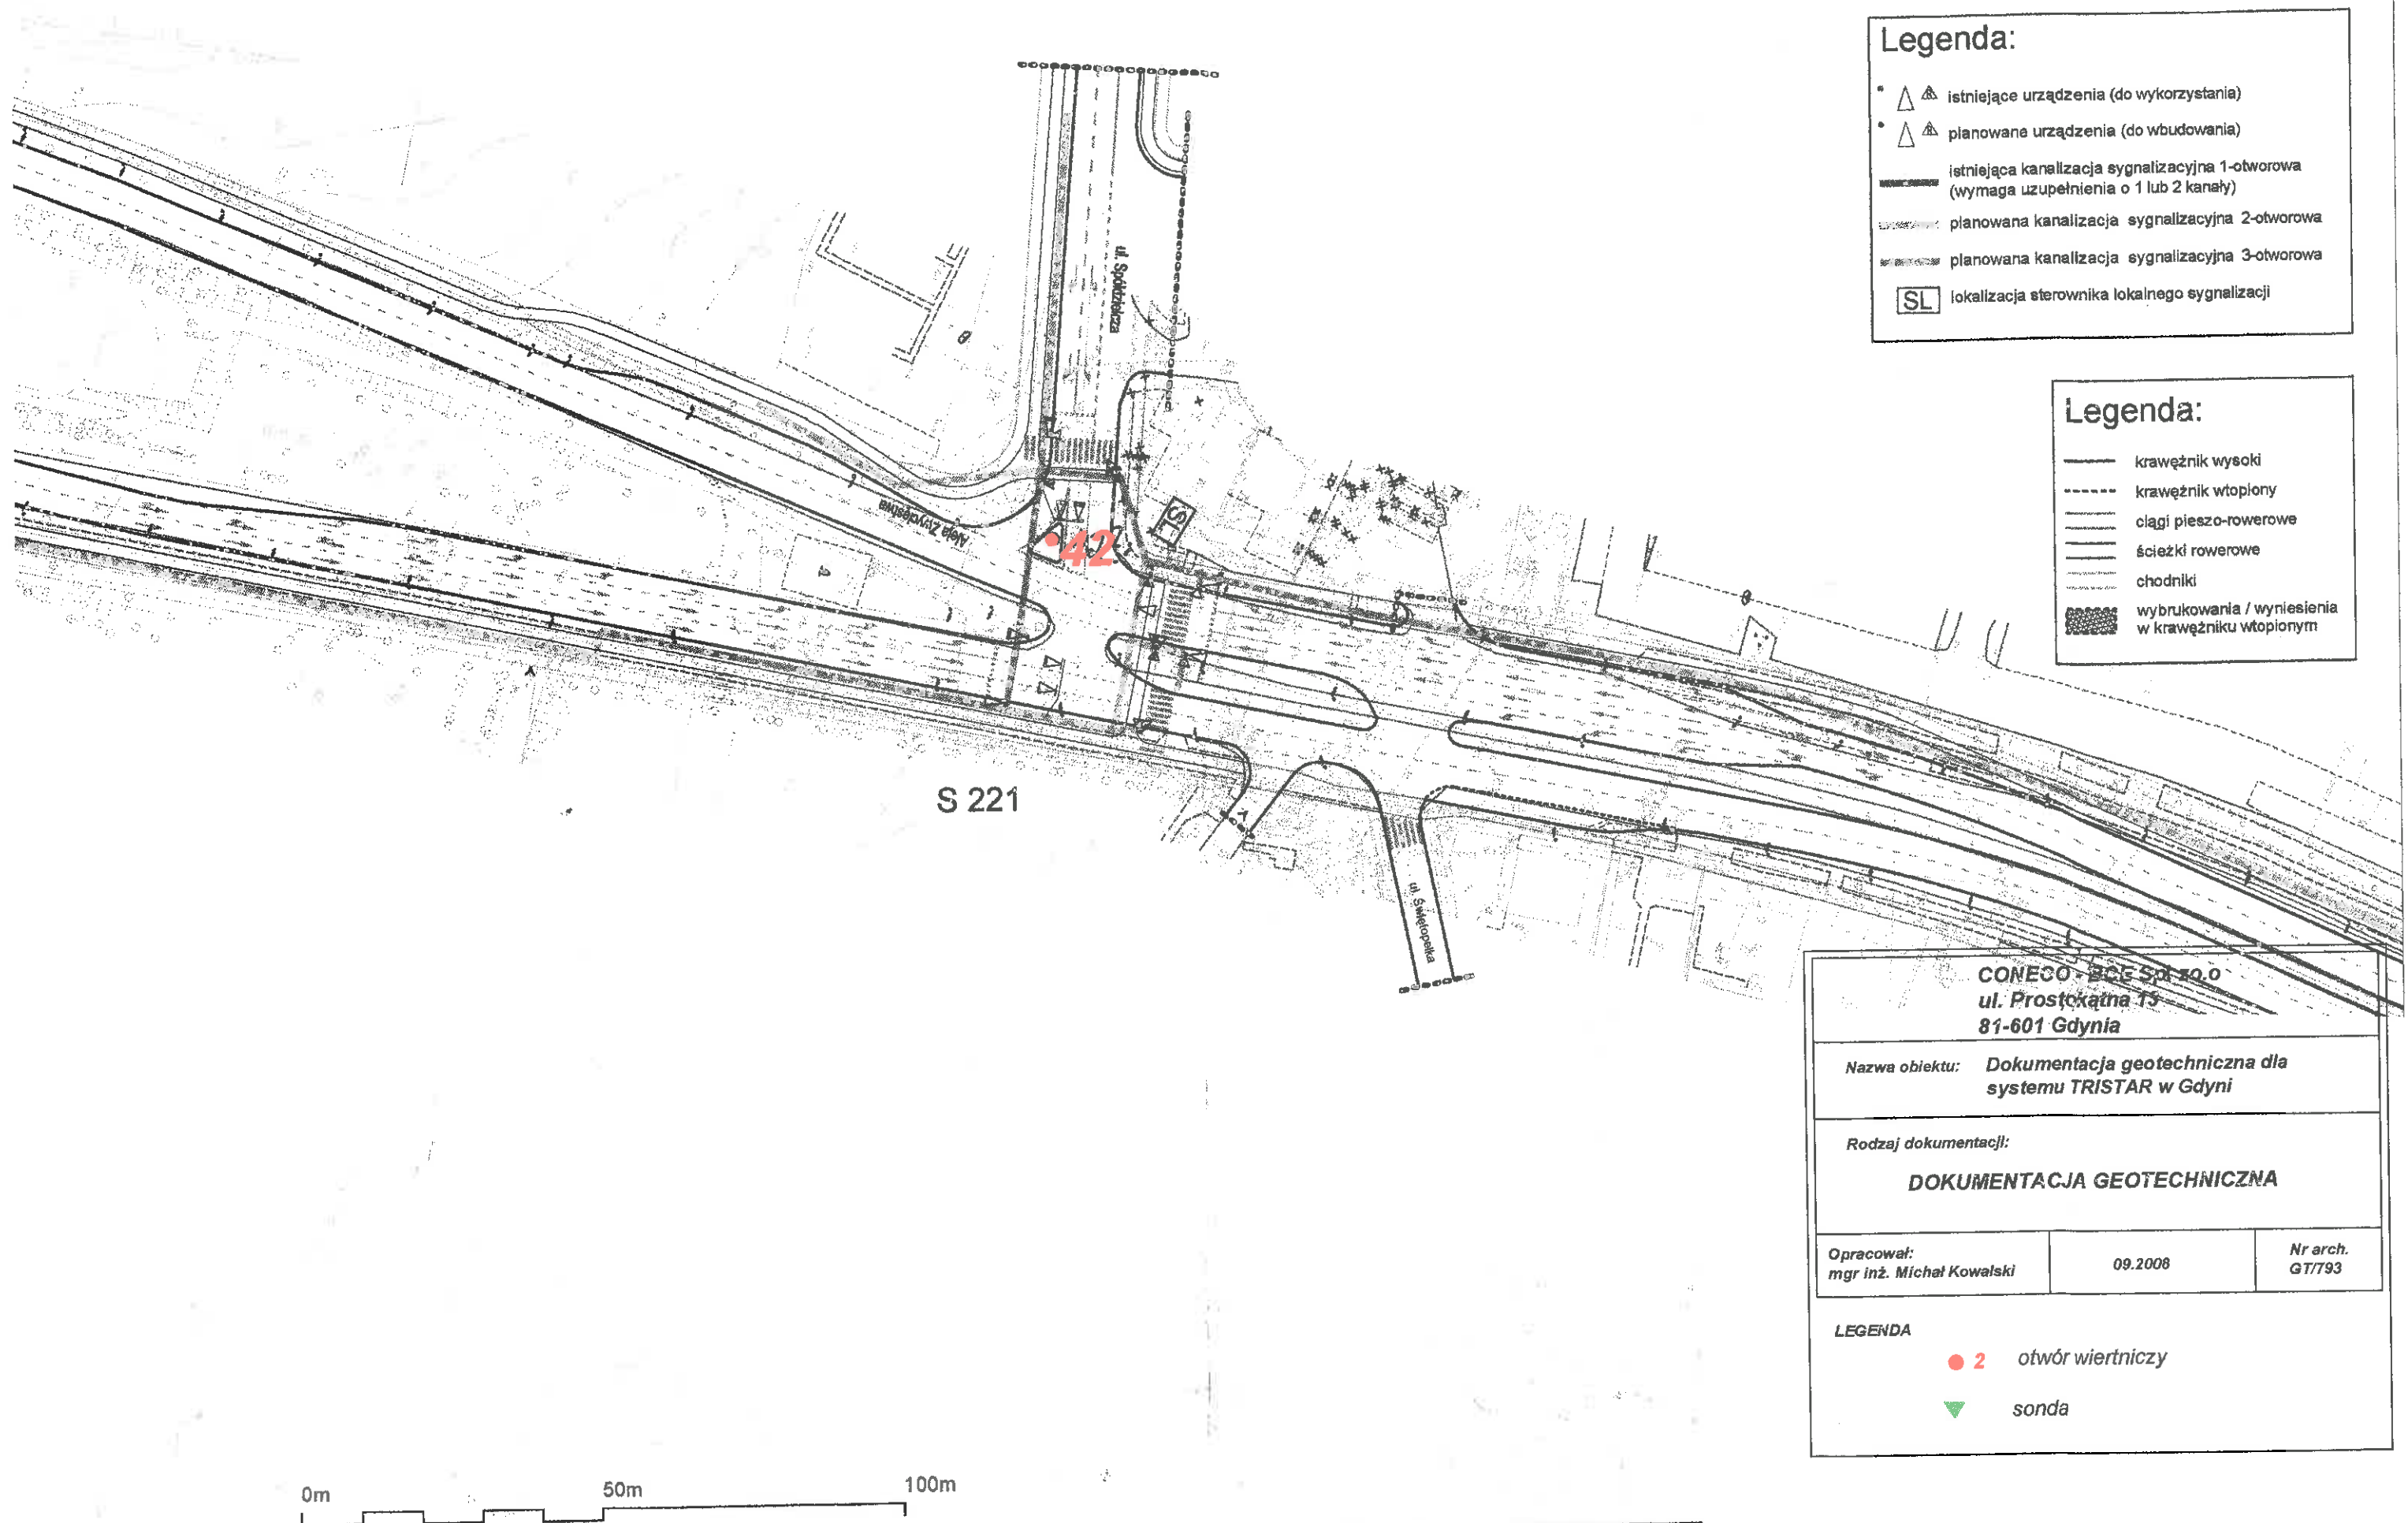 Legenda:
istniejące urządzenia (do wykorzystania)
planowane urządzenia (do wbudowania)
istniejąca kanalizacja sygnalizacyjna 1-otworowa
(wymaga uzupełnienia o 1 lub 2 kanały)
planowana kanalizacja sygnalizacyjna 2-otworowa
planowana kanalizacja sygnalizacyjna 3-otworowa
SL lokalizacja sterownika lokalnego sygnalizacji
Legenda:
krawężnik wysoki
krawężnik wtopiony
ciągi pieszo-rowerowe
ścieżki rowerowe
chodniki
wybrukowania / wyniesienia
w krawężniku wtopionym
ul. Spółdzielcza
Aleja Zwycięstwa
SL
42
S 221
ul. Świętopełka
CONECO - BCE Sp. zo.o
ul. Prostokątna 15
81-601 Gdynia
Nazwa obiektu: Dokumentacja geotechniczna dla
systemu TRISTAR w Gdyni
Rodzaj dokumentacji:
DOKUMENTACJA GEOTECHNICZNA
Opracował:
mgr inż. Michał Kowalski
09.2008
Nr arch.
GT/793
LEGENDA
2 otwór wiertniczy
sonda
0m 50m 100m